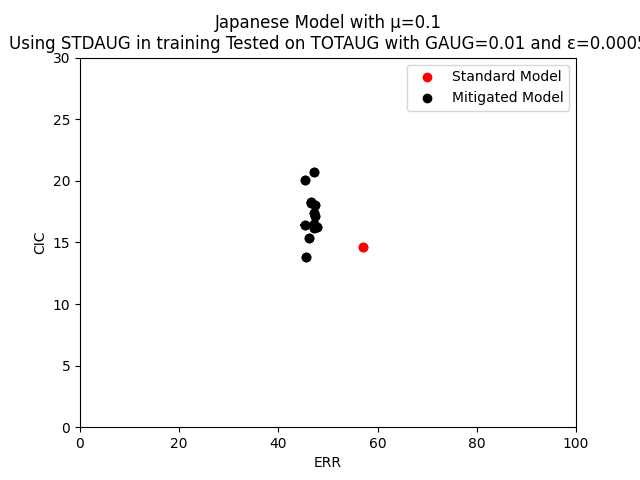 Japanese Model with μ=0.1
Using STDAUG in training Tested on TOTAUG with GAUG=0.01 and ε=0.0005
Standard Model
Mitigated Model
30
25
20
15
10
5
0
CIC
0 20 40 60 80 100
ERR